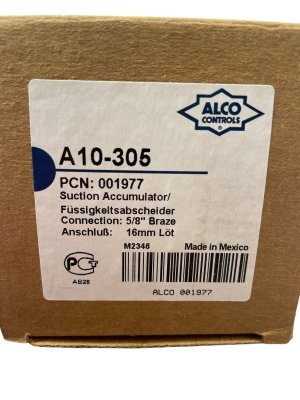 ALCO
CONTROLS
®
A10-305
PCN: 001977
Suction Accumulator/
Füssigkeitsabscheider
Connection: 5/8" Braze
Anschluß: 16mm Löt
M2346 Made in Mexico
AB28
ALCO 001977